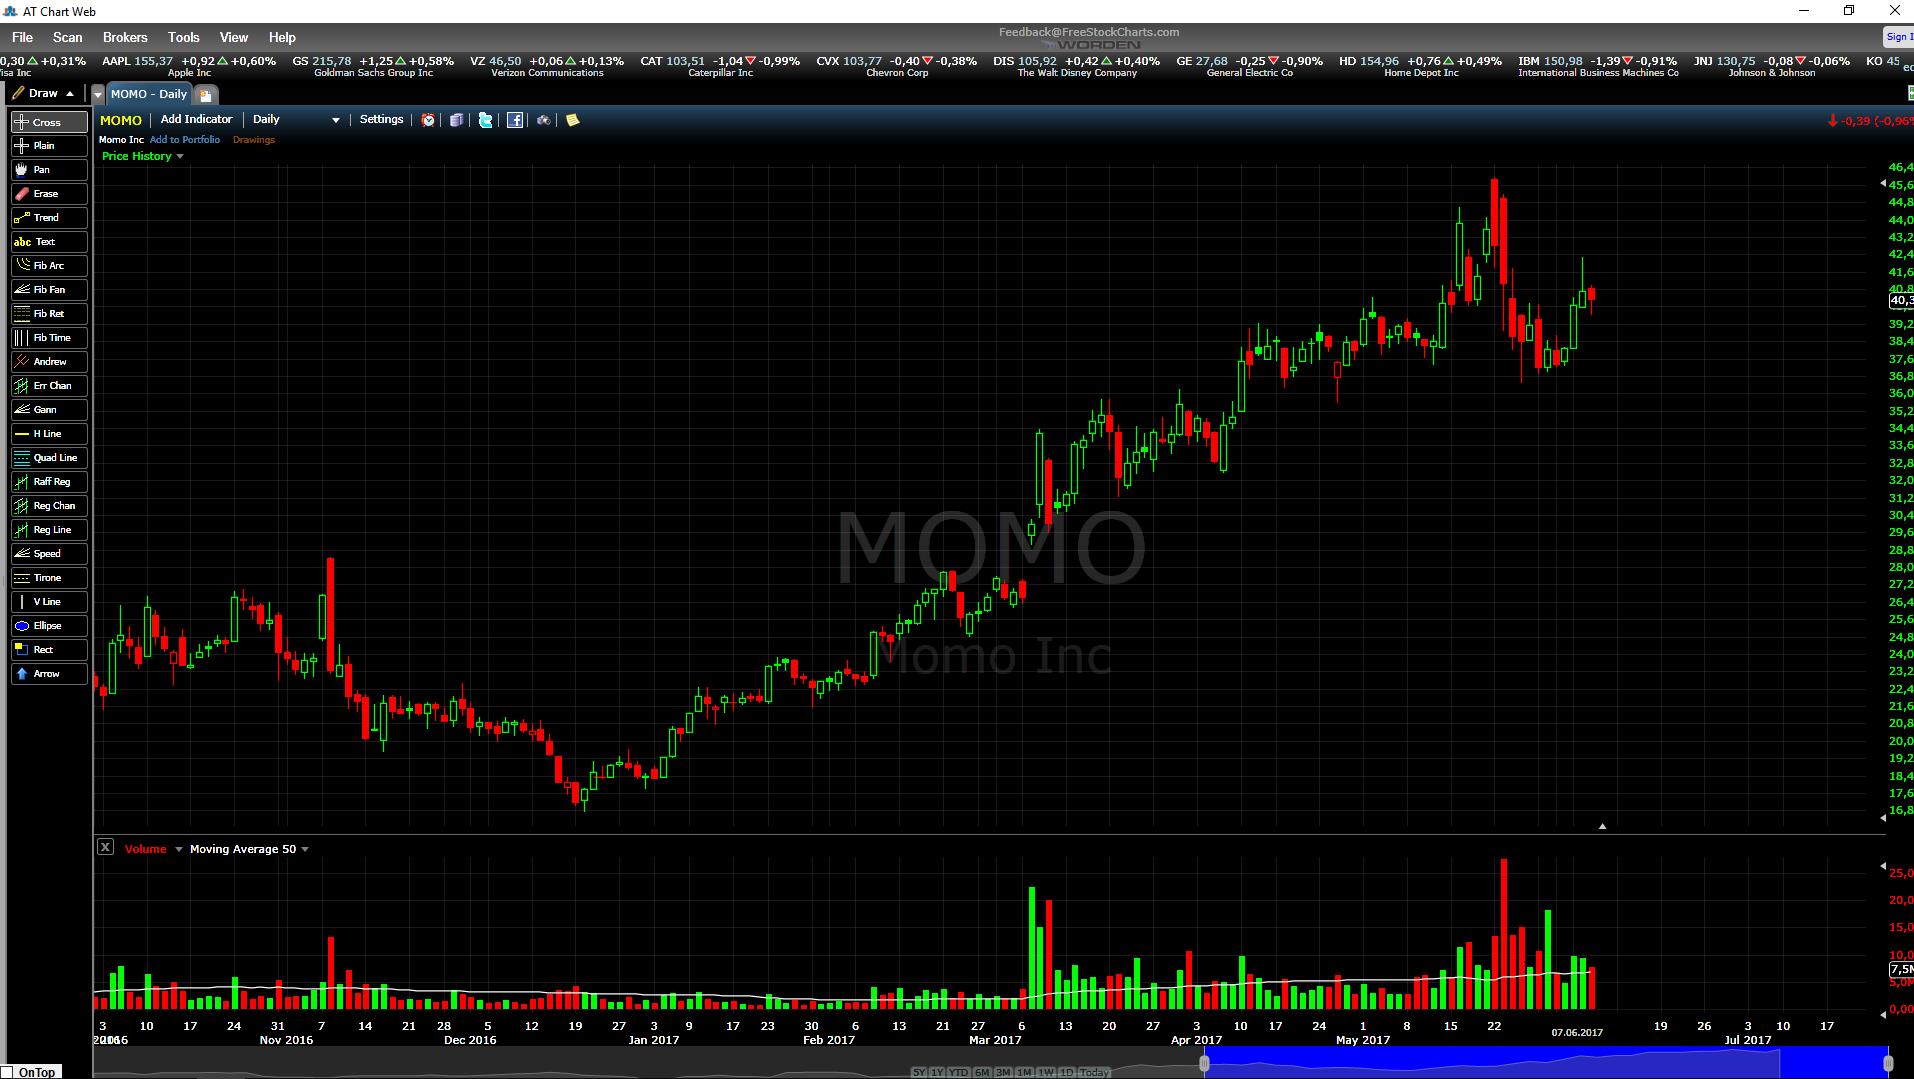 AT Chart Web
File Scan Brokers Tools View Help
Feedback@FreeStockCharts.com
WORDEN
Sign I
0,30 +0,31% AAPL 155,37 +0,92 +0,60% GS 215,78 +1,25 +0,58% VZ 46,50 +0,06 +0,13% CAT 103,51 -1,04 -0,99% CVX 103,77 -0,40 -0,38% DIS 105,92 +0,42 +0,40% GE 27,68 -0,25 -0,90% HD 154,96 +0,76 +0,49% IBM 150,98 -1,39 -0,91% JNJ 130,75 -0,08 -0,06% KO 45
isa Inc Apple Inc Goldman Sachs Group Inc Verizon Communications Caterpillar Inc Chevron Corp The Walt Disney Company General Electric Co Home Depot Inc International Business Machines Co Johnson & Johnson
Draw
MOMO - Daily
MOMO Add Indicator Daily Settings
-0,39 (-0,96%
Momo Inc Add to Portfolio Drawings
Price History
Cross
Plain
Pan
Erase
Trend
abc Text
Fib Arc
Fib Fan
Fib Ret
Fib Time
Andrew
Err Chan
Gann
H Line
Quad Line
Raff Reg
Reg Chan
Reg Line
Speed
Tirone
V Line
Ellipse
Rect
Arrow
MOMO
Momo Inc
46,4
45,6
44,8
44,0
43,2
42,4
41,6
40,8
40,3
39,2
38,4
37,6
36,8
36,0
35,2
34,4
33,6
32,8
32,0
31,2
30,4
29,6
28,8
28,0
27,2
26,4
25,6
24,8
24,0
23,2
22,4
21,6
20,8
20,0
19,2
18,4
17,6
16,8
X Volume Moving Average 50
25,0
20,0
15,0
10,0
7,5M
5,0M
0,00
3 10 17 24 31 7 14 21 28 5 12 19 27 3 9 17 23 30 6 13 21 27 6 13 20 27 3 10 17 24 1 8 15 22 07.06.2017 19 26 3 10 17
Nov 2016 Dec 2016 Jan 2017 Feb 2017 Mar 2017 Apr 2017 May 2017 Jul 2017
5Y 1Y YTD 6M 3M 1M 1W 1D Today
OnTop